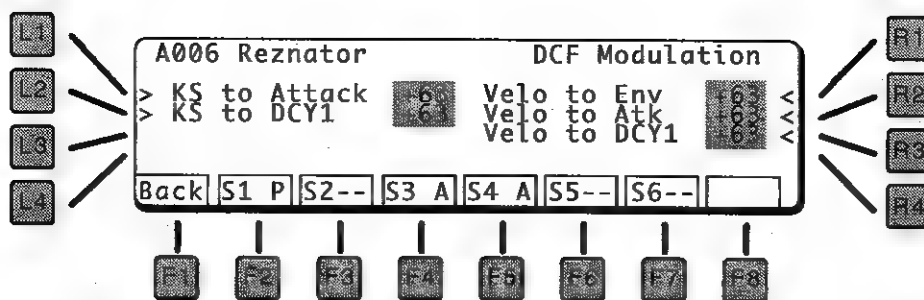 L1
R1
A006 Reznator DCF Modulation
L2
R2
> KS to Attack +63 Velo to Env +63 <
> KS to DCY1 +63 Velo to Atk +63 <
Velo to DCY1 +63 <
L3
R3
L4
R4
Back S1 P S2-- S3 A S4 A S5-- S6--
F1 F2 F3 F4 F5 F6 F7 F8